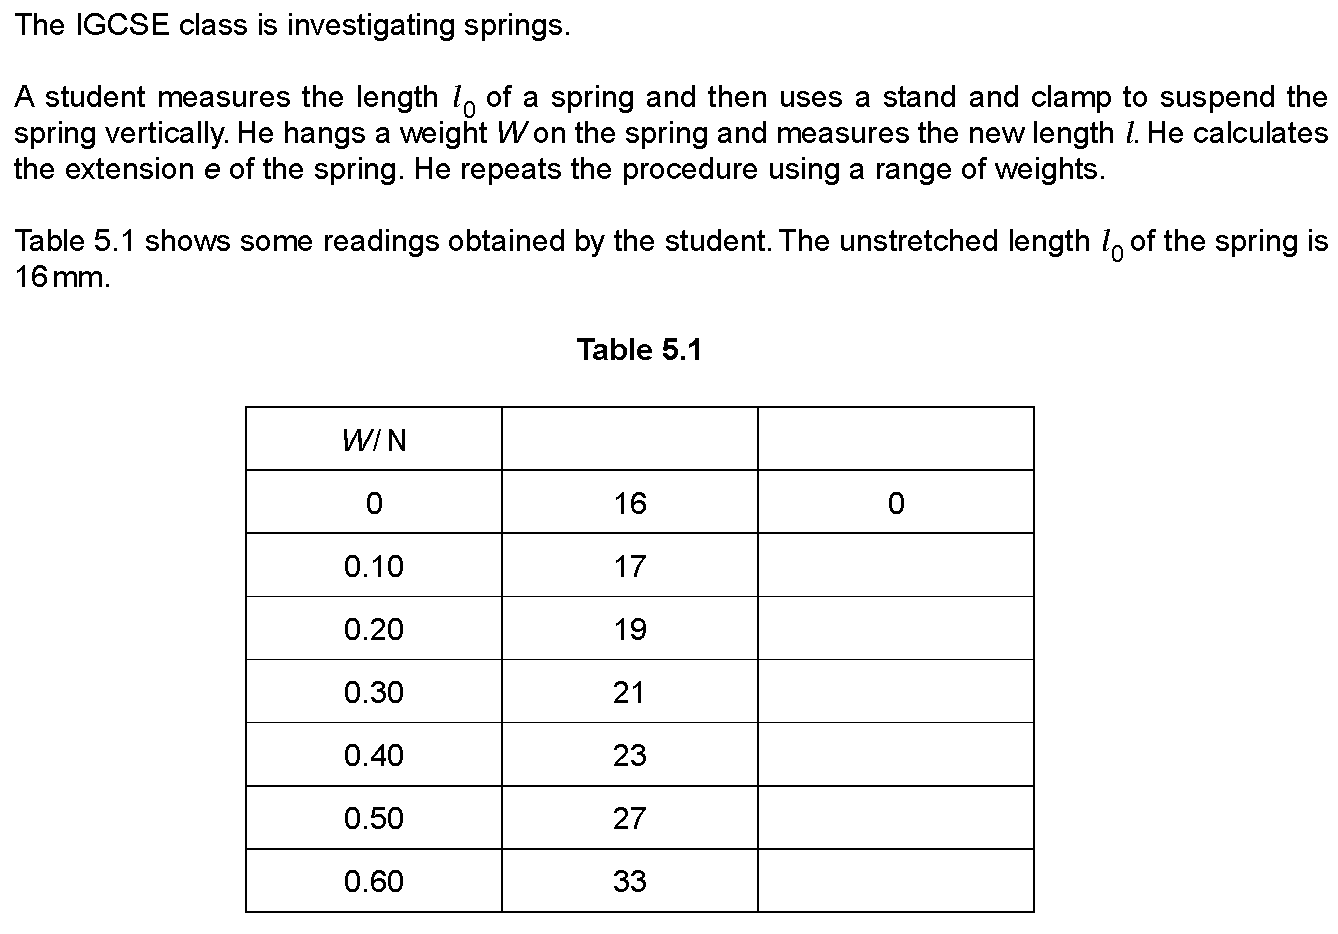 The IGCSE class is investigating springs.
A student measures the length l0 of a spring and then uses a stand and clamp to suspend the
spring vertically. He hangs a weight W on the spring and measures the new length l. He calculates
the extension e of the spring. He repeats the procedure using a range of weights.
Table 5.1 shows some readings obtained by the student. The unstretched length l0 of the spring is
16 mm.
Table 5.1
W/ N
0 16 0
0.10 17
0.20 19
0.30 21
0.40 23
0.50 27
0.60 33